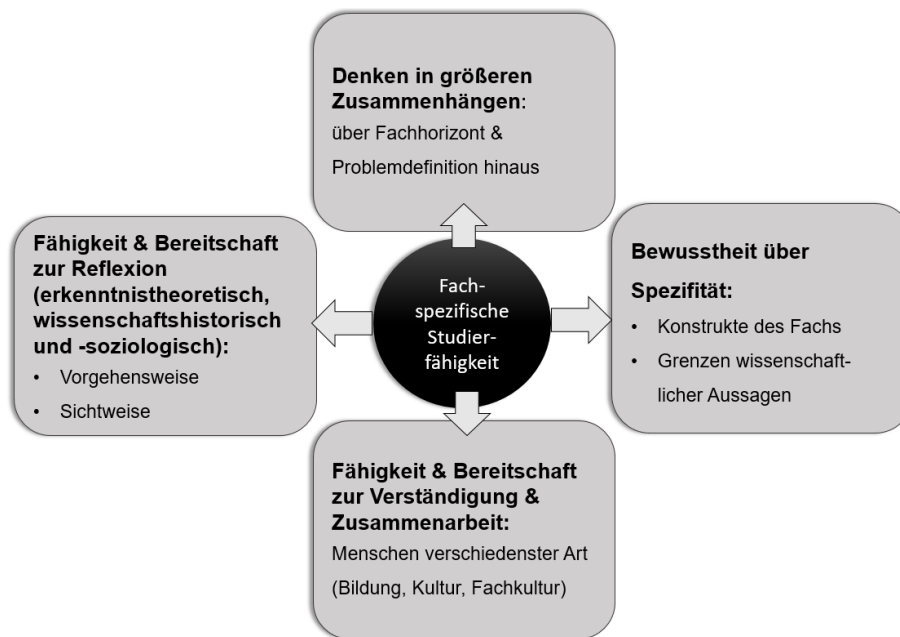 Denken in größeren
Zusammenhängen:
über Fachhorizont &
Problemdefinition hinaus
Fähigkeit & Bereitschaft
zur Reflexion
(erkenntnistheoretisch,
wissenschaftshistorisch
und -soziologisch):
• Vorgehensweise
• Sichtweise
Fach-
spezifische
Studier-
fähigkeit
Bewusstheit über
Spezifität:
• Konstrukte des Fachs
• Grenzen wissenschaft-
licher Aussagen
Fähigkeit & Bereitschaft
zur Verständigung &
Zusammenarbeit:
Menschen verschiedenster Art
(Bildung, Kultur, Fachkultur)